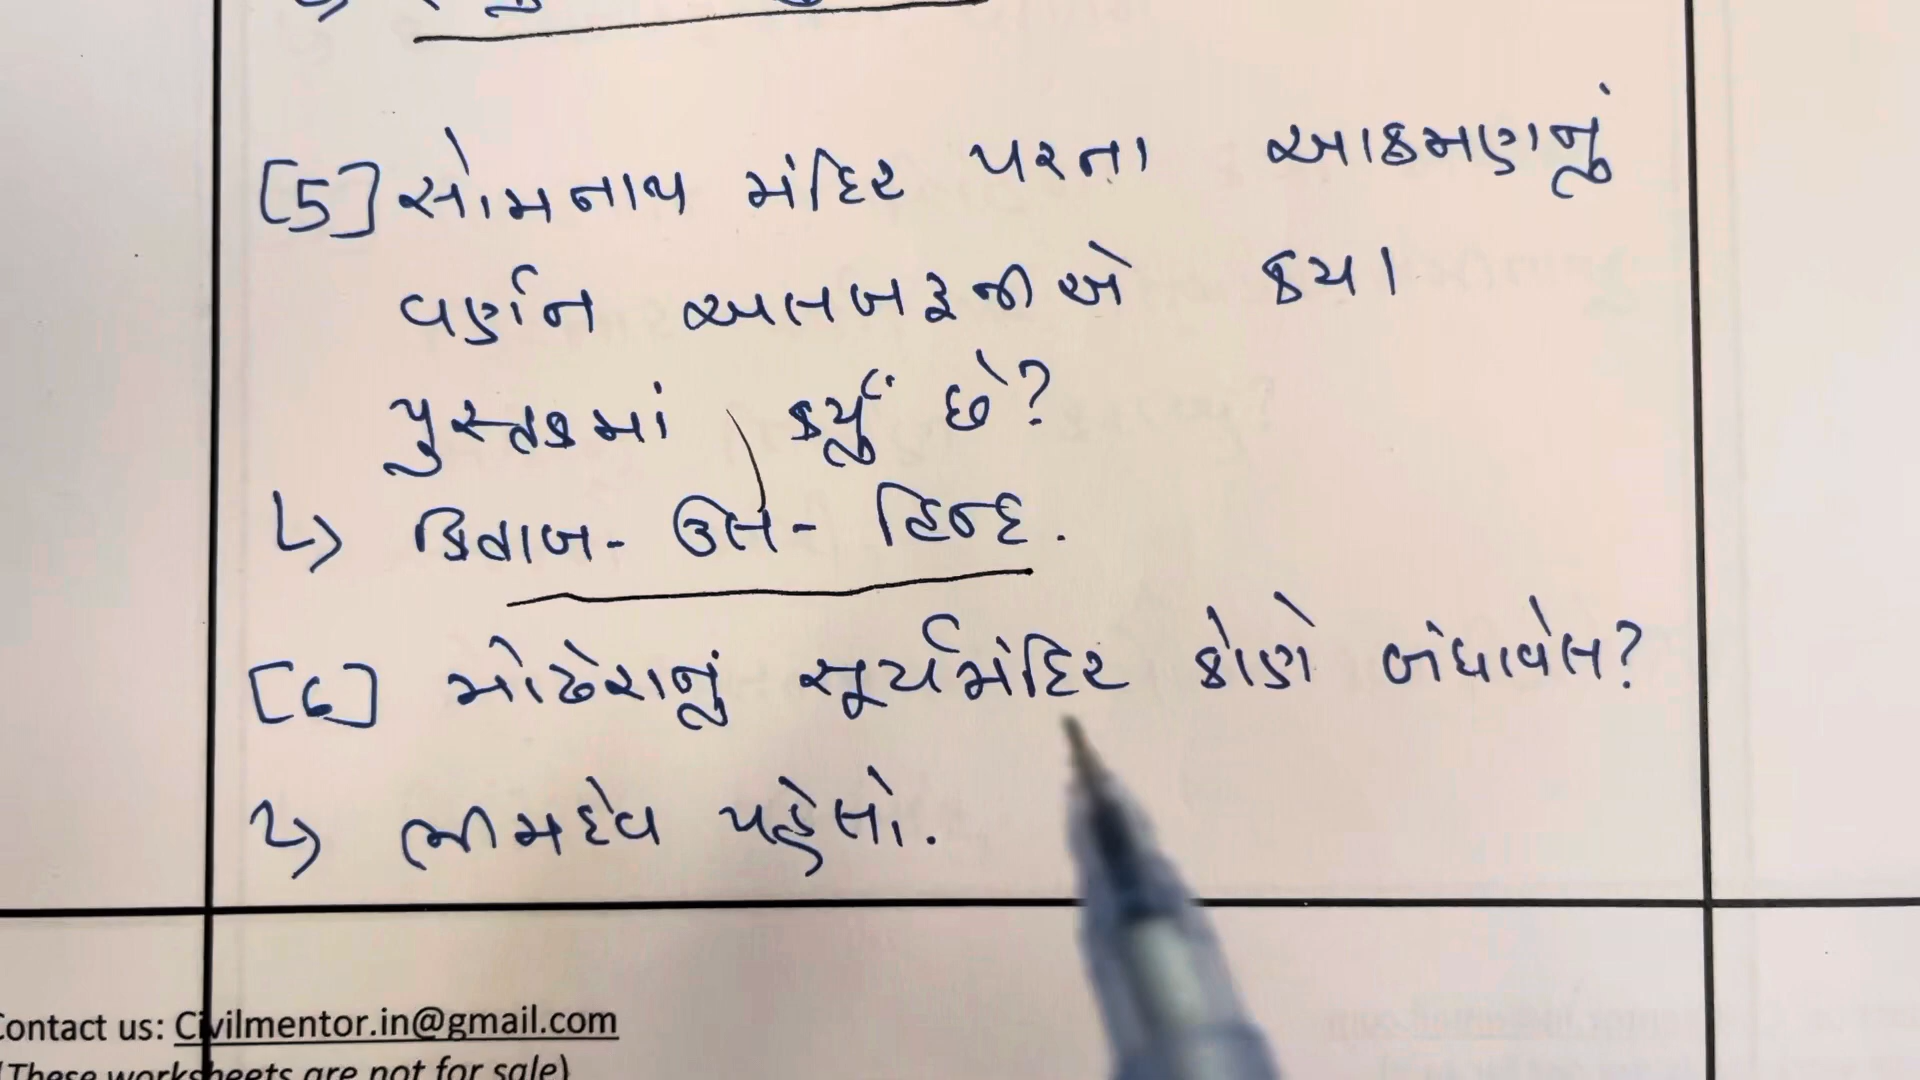 [5] સોમનાથ મંદિર પરના આક્રમણનું
વર્ણન અલબરૂનીએ કયા
પુસ્તકમાં કર્યું છે?
↳ કિતાબ- ઉલ- હિન્દ.
[6] મોઢેરાનું સૂર્યમંદિર કોણે બંધાવેલ?
↳ ભીમદેવ પહેલો.
Contact us: Civilmentor.in@gmail.com
(These worksheets are not for sale)